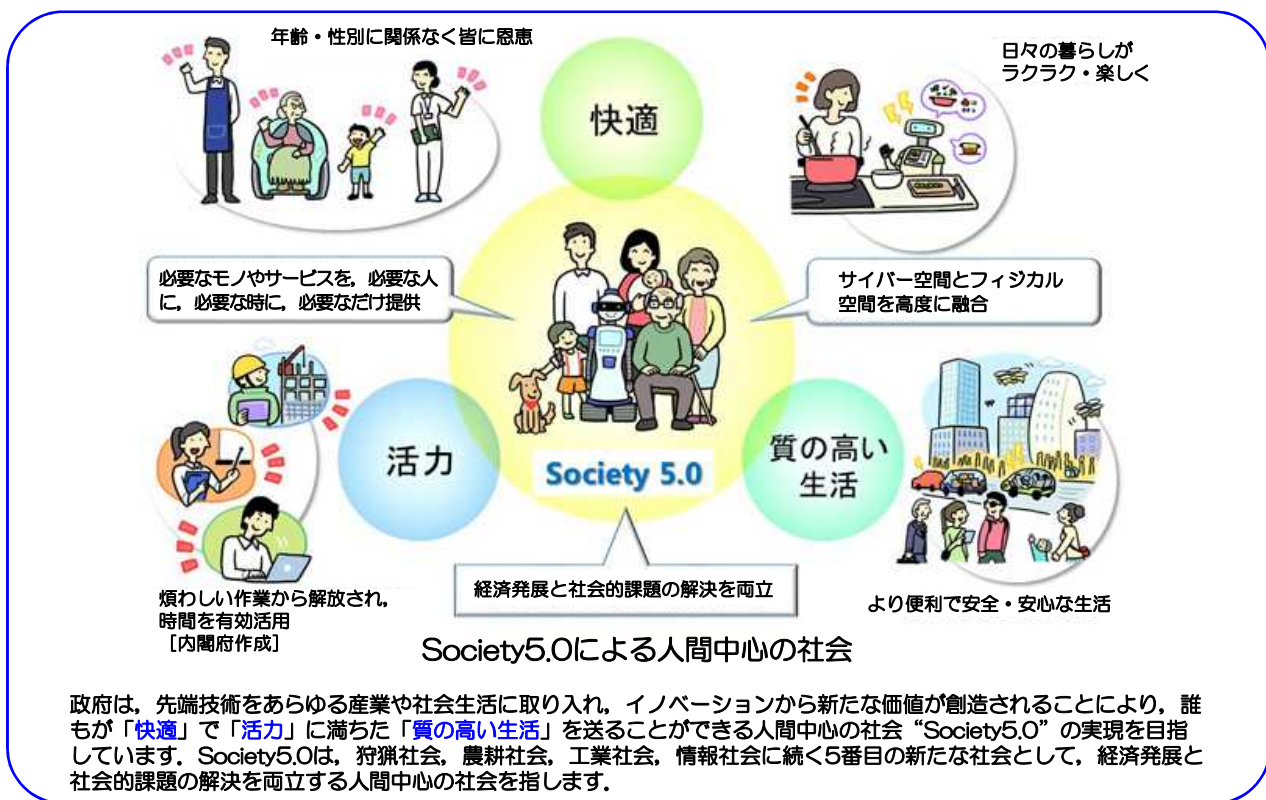 年齢・性別に関係なく皆に恩恵
日々の暮らしが
ラクラク・楽しく
快適
必要なモノやサービスを，必要な人
に，必要な時に，必要なだけ提供
サイバー空間とフィジカル
空間を高度に融合
活力
質の高い
生活
Society 5.0
経済発展と社会的課題の解決を両立
煩わしい作業から解放され，
時間を有効活用
［内閣府作成］
より便利で安全・安心な生活
Society5.0による人間中心の社会
政府は，先端技術をあらゆる産業や社会生活に取り入れ，イノベーションから新たな価値が創造されることにより，誰
もが「快適」で「活力」に満ちた「質の高い生活」を送ることができる人間中心の社会“Society5.0”の実現を目指
しています．Society5.0は，狩猟社会，農耕社会，工業社会，情報社会に続く5番目の新たな社会として，経済発展と
社会的課題の解決を両立する人間中心の社会を指します．